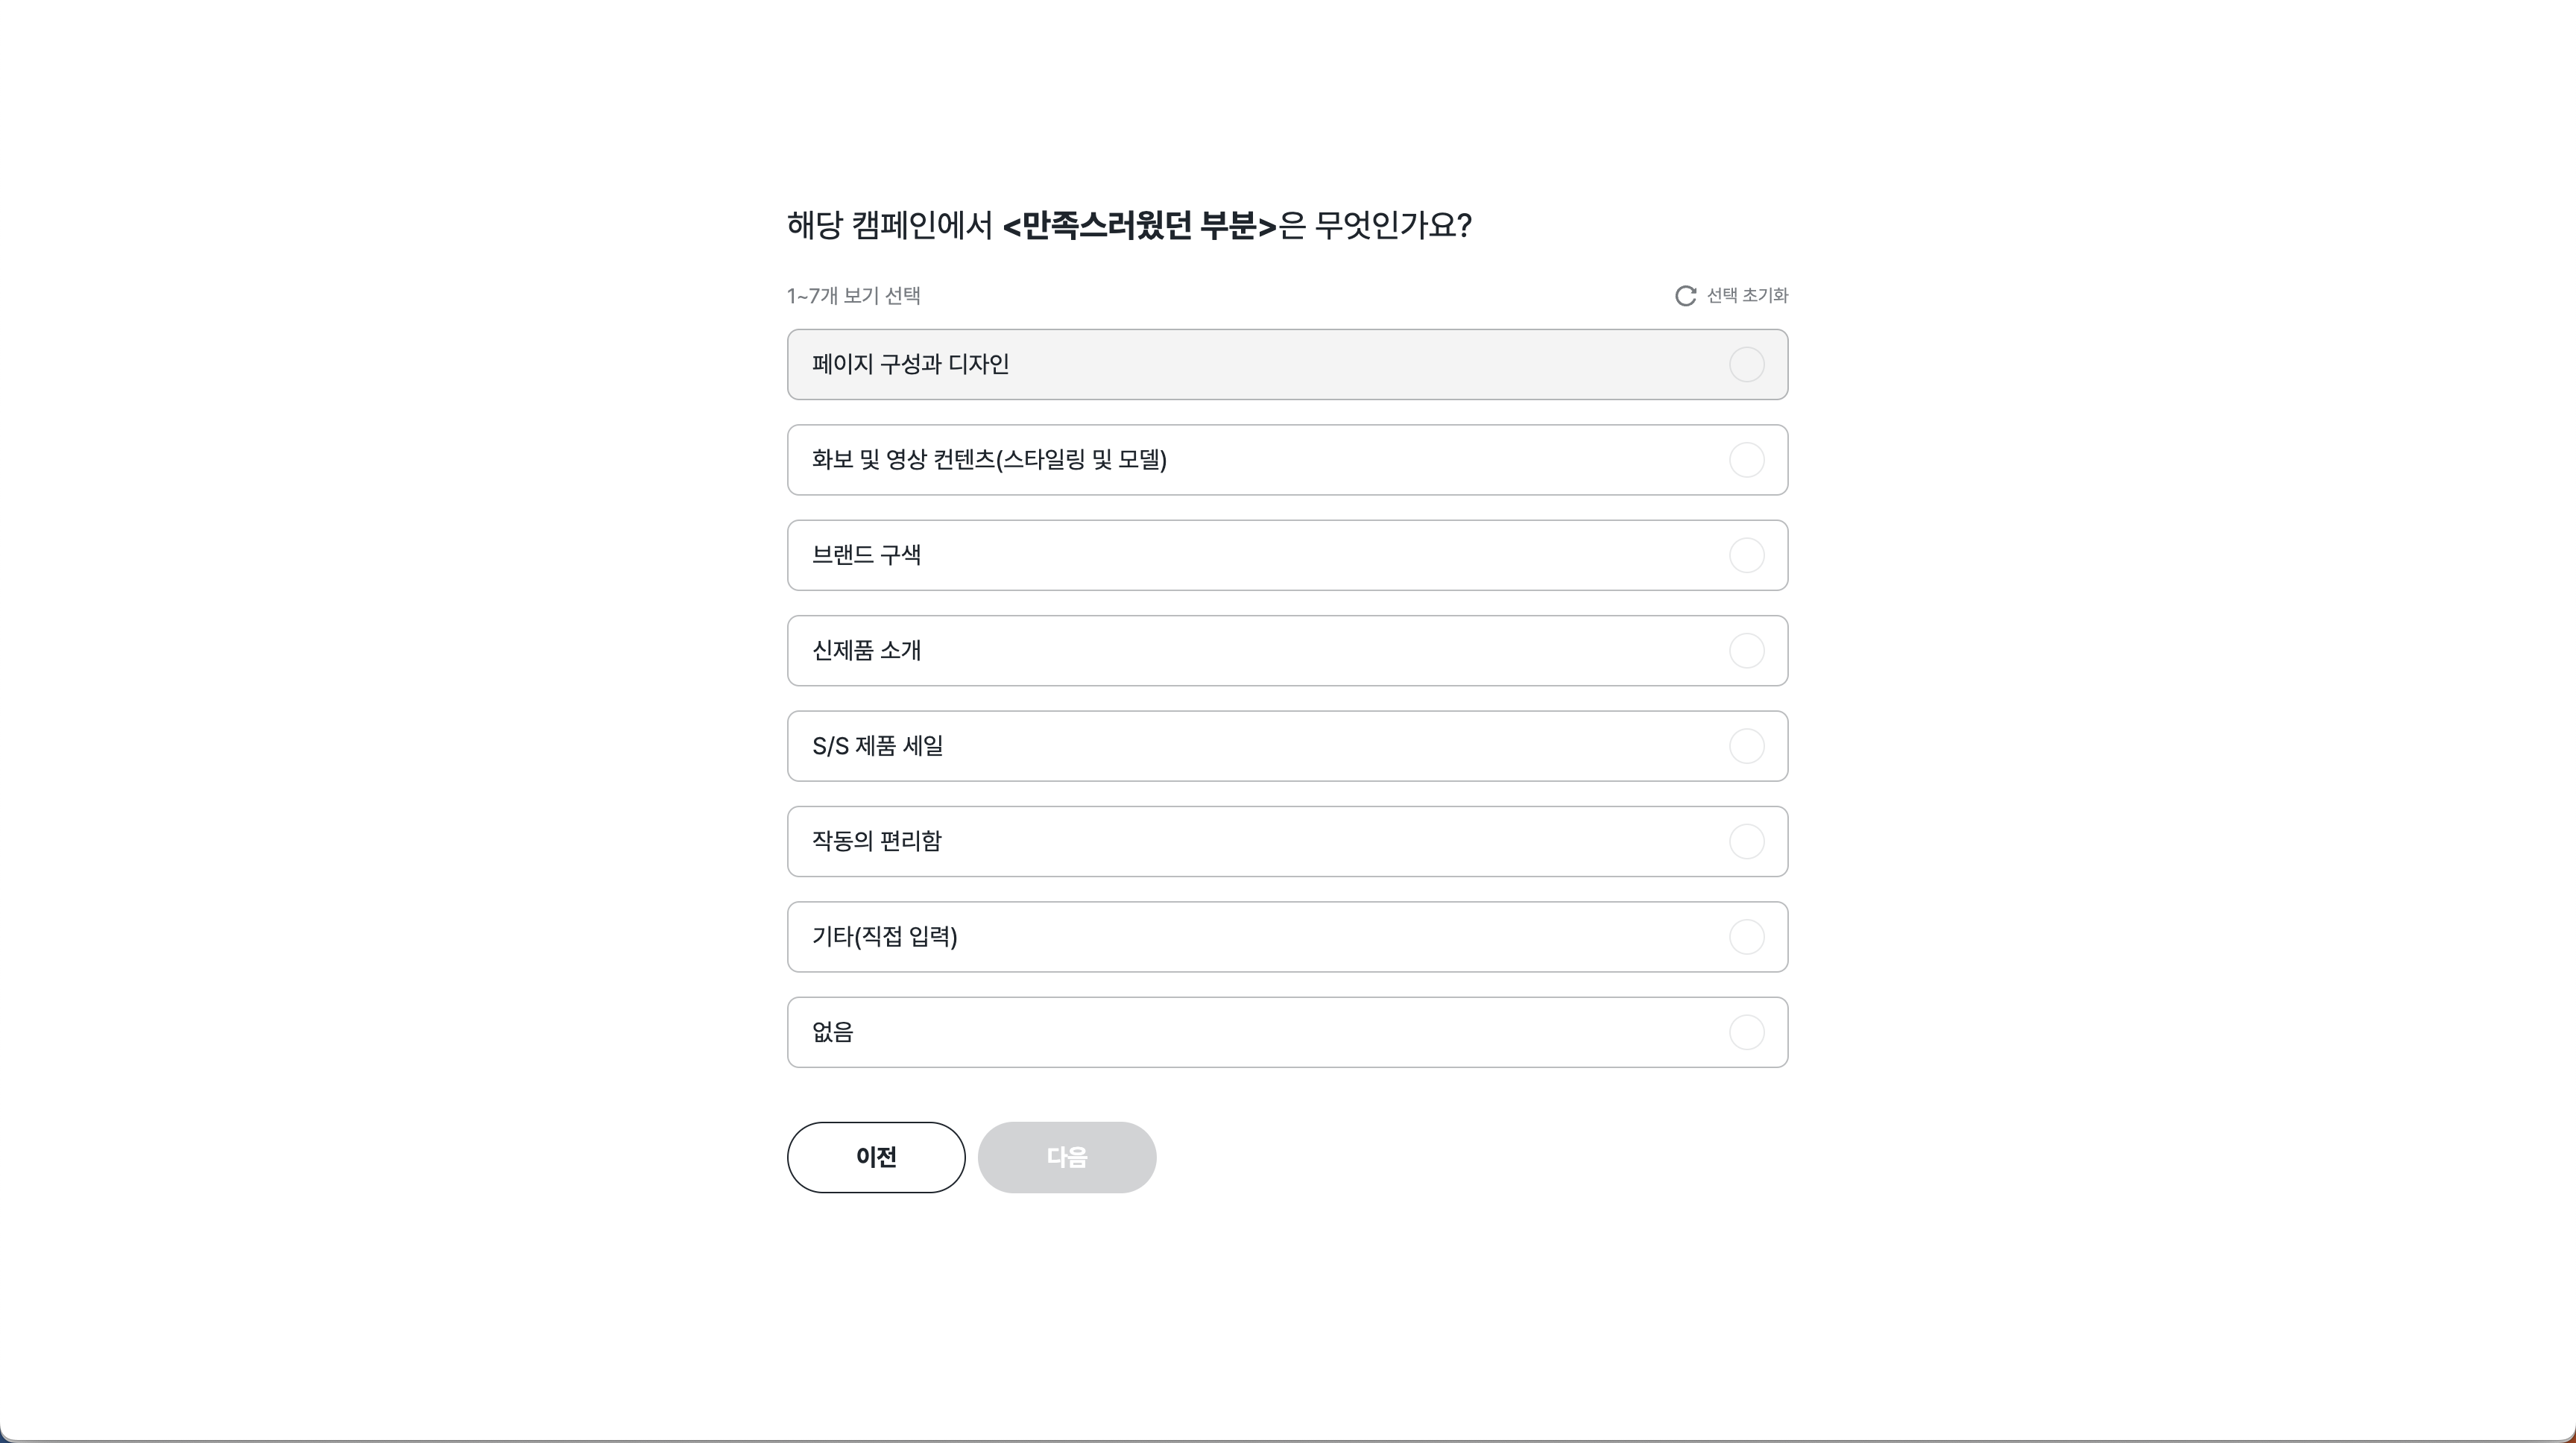 해당 캠페인에서 <만족스러웠던 부분>은 무엇인가요?
1~7개 보기 선택
선택 초기화
페이지 구성과 디자인
화보 및 영상 컨텐츠(스타일링 및 모델)
브랜드 구색
신제품 소개
S/S 제품 세일
작동의 편리함
기타(직접 입력)
없음
이전
다음